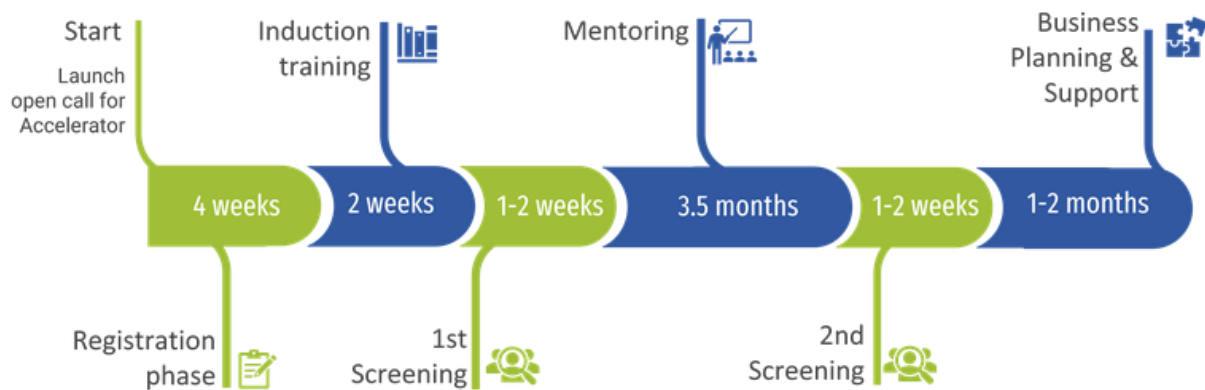 Start
Launch
open call for
Accelerator
Induction
training
Mentoring
Business
Planning &
Support
4 weeks
2 weeks
1-2 weeks
3.5 months
1-2 weeks
1-2 months
Registration
phase
1st
Screening
2nd
Screening